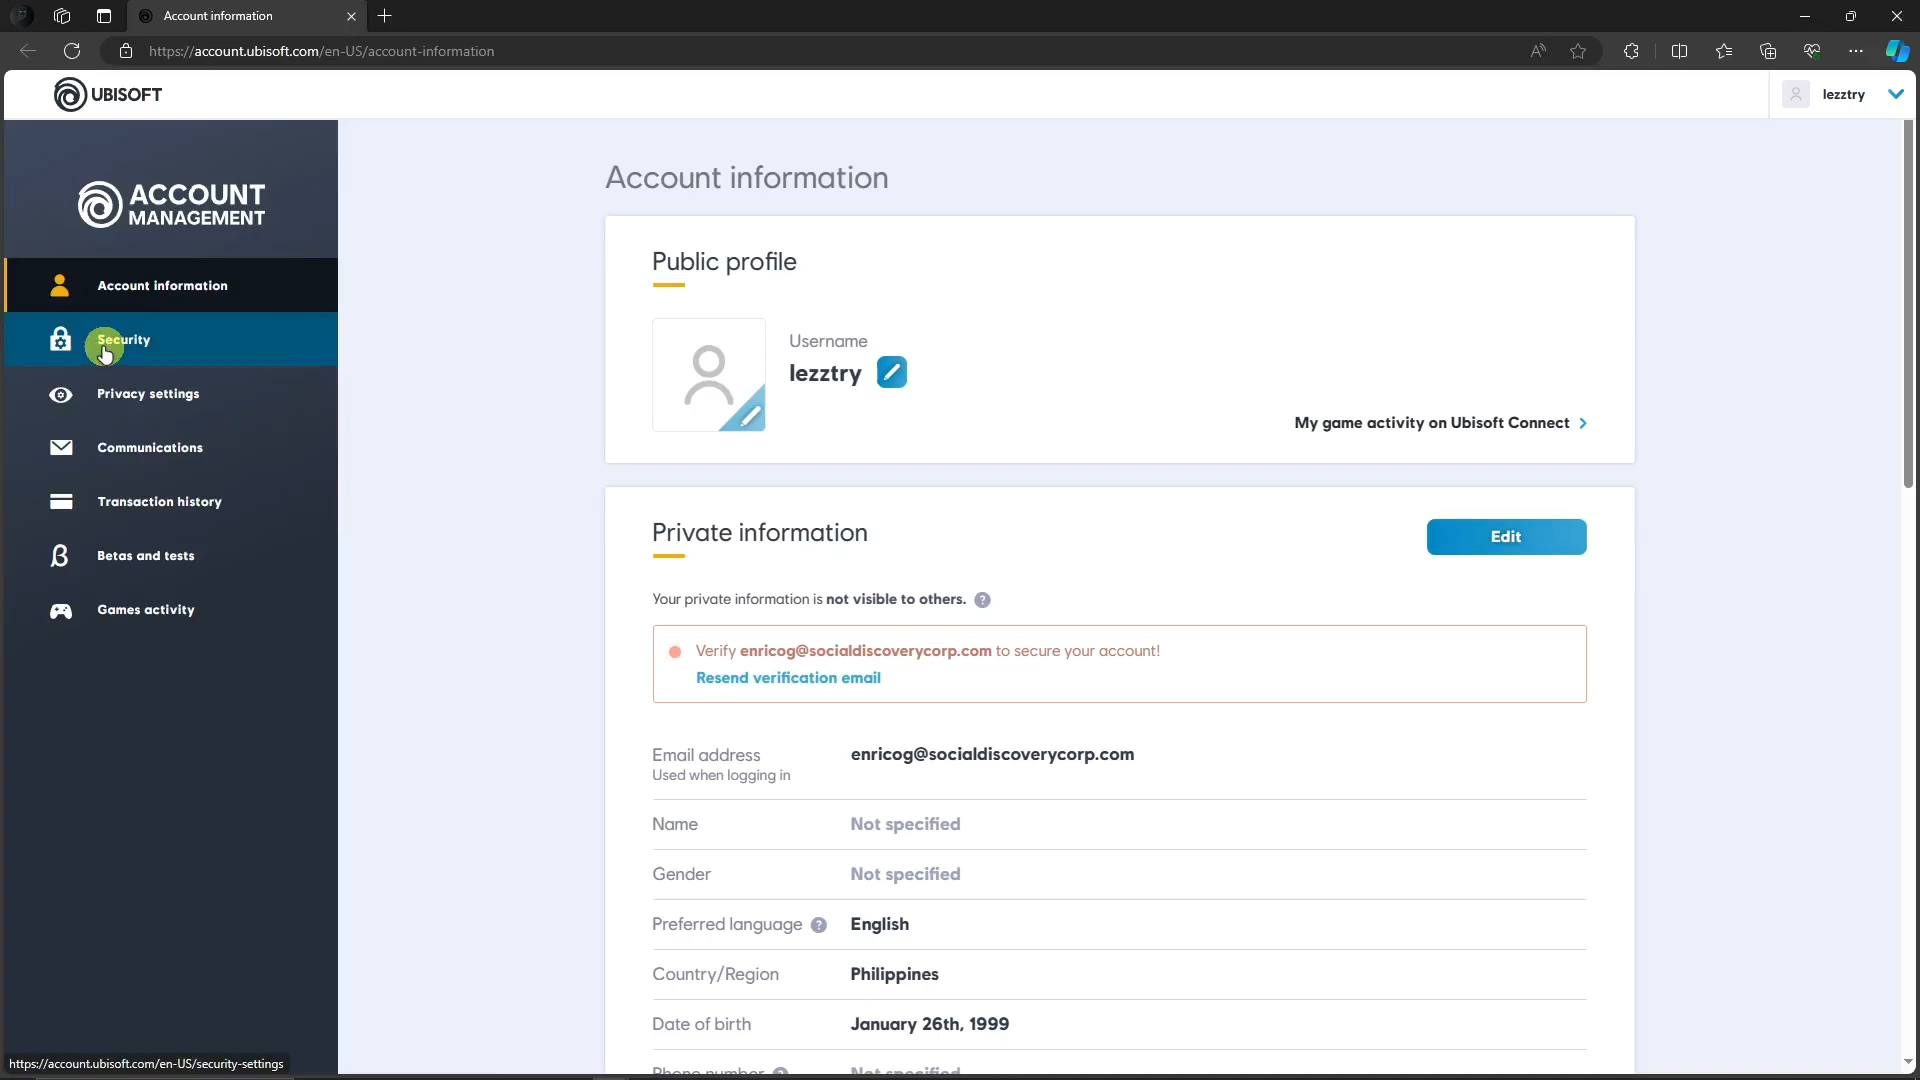 Account information
https://account.ubisoft.com/en-US/account-information
UBISOFT
lezztry
ACCOUNT
MANAGEMENT
Account information
Security
Privacy settings
Communications
Transaction history
Betas and tests
Games activity
Account information
Public profile
Username
lezztry
My game activity on Ubisoft Connect
Private information
Edit
Your private information is not visible to others. ?
Verify enricog@socialdiscoverycorp.com to secure your account!
Resend verification email
Email address enricog@socialdiscoverycorp.com
Used when logging in
Name Not specified
Gender Not specified
Preferred language ? English
Country/Region Philippines
Date of birth January 26th, 1999
Phone number ? Not specified
https://account.ubisoft.com/en-US/security-settings